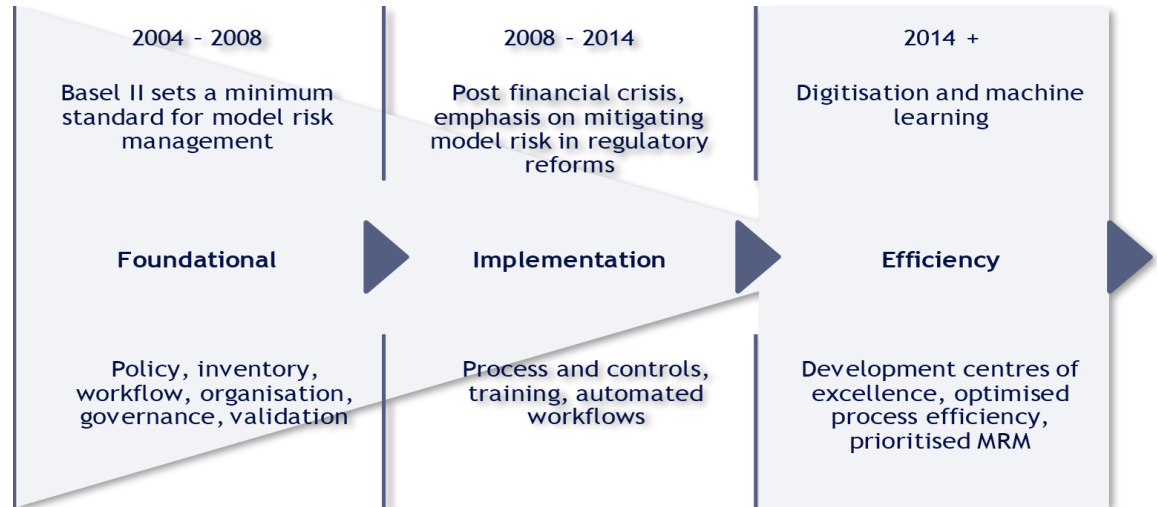 2004 - 2008
Basel II sets a minimum
standard for model risk
management
Foundational
Policy, inventory,
workflow, organisation,
governance, validation
2008 - 2014
Post financial crisis,
emphasis on mitigating
model risk in regulatory
reforms
Implementation
Process and controls,
training, automated
workflows
2014 +
Digitisation and machine
learning
Efficiency
Development centres of
excellence, optimised
process efficiency,
prioritised MRM